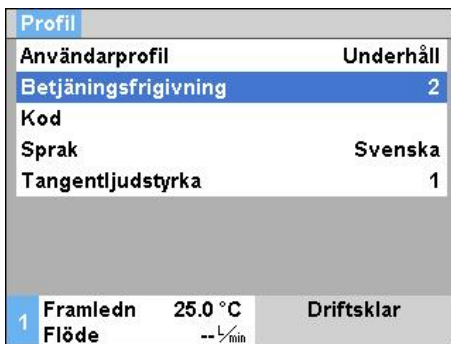 Profil
Användarprofil Underhåll
Betjäningsfrigivning 2
Kod
Sprak Svenska
Tangentljudstyrka 1
1 Framledn 25.0 °C Driftsklar
Flöde -- L/min